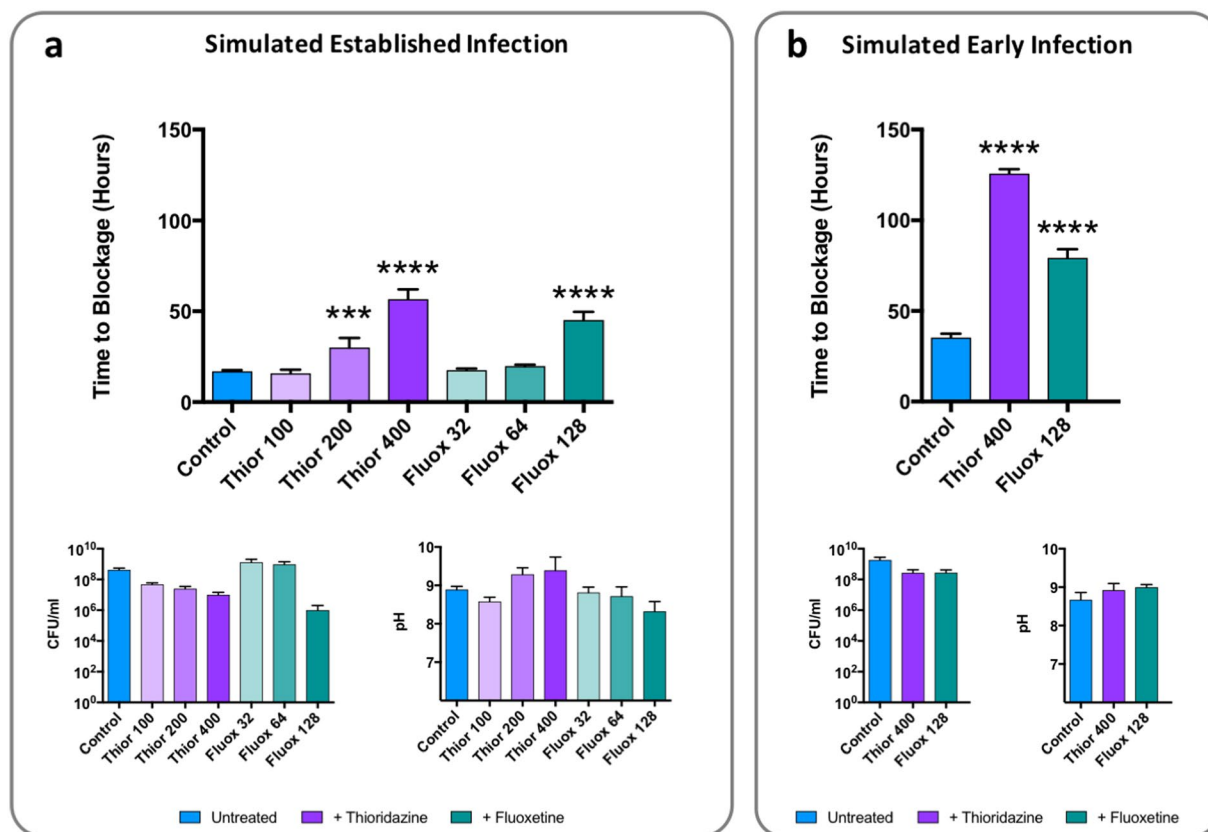 a
Simulated Established Infection
Time to Blockage (Hours)
150
100
50
0
***
****
****
Control
Thior 100
Thior 200
Thior 400
Fluox 32
Fluox 64
Fluox 128
CFU/ml
10^10
10^8
10^6
10^4
10^2
10^0
Control
Thior 100
Thior 200
Thior 400
Fluox 32
Fluox 64
Fluox 128
pH
10
9
8
7
Control
Thior 100
Thior 200
Thior 400
Fluox 32
Fluox 64
Fluox 128
Untreated
+ Thioridazine
+ Fluoxetine
b
Simulated Early Infection
Time to Blockage (Hours)
150
100
50
0
****
****
Control
Thior 400
Fluox 128
CFU/ml
10^10
10^8
10^6
10^4
10^2
10^0
Control
Thior 400
Fluox 128
pH
10
9
8
7
Control
Thior 400
Fluox 128
Untreated
+ Thioridazine
+ Fluoxetine